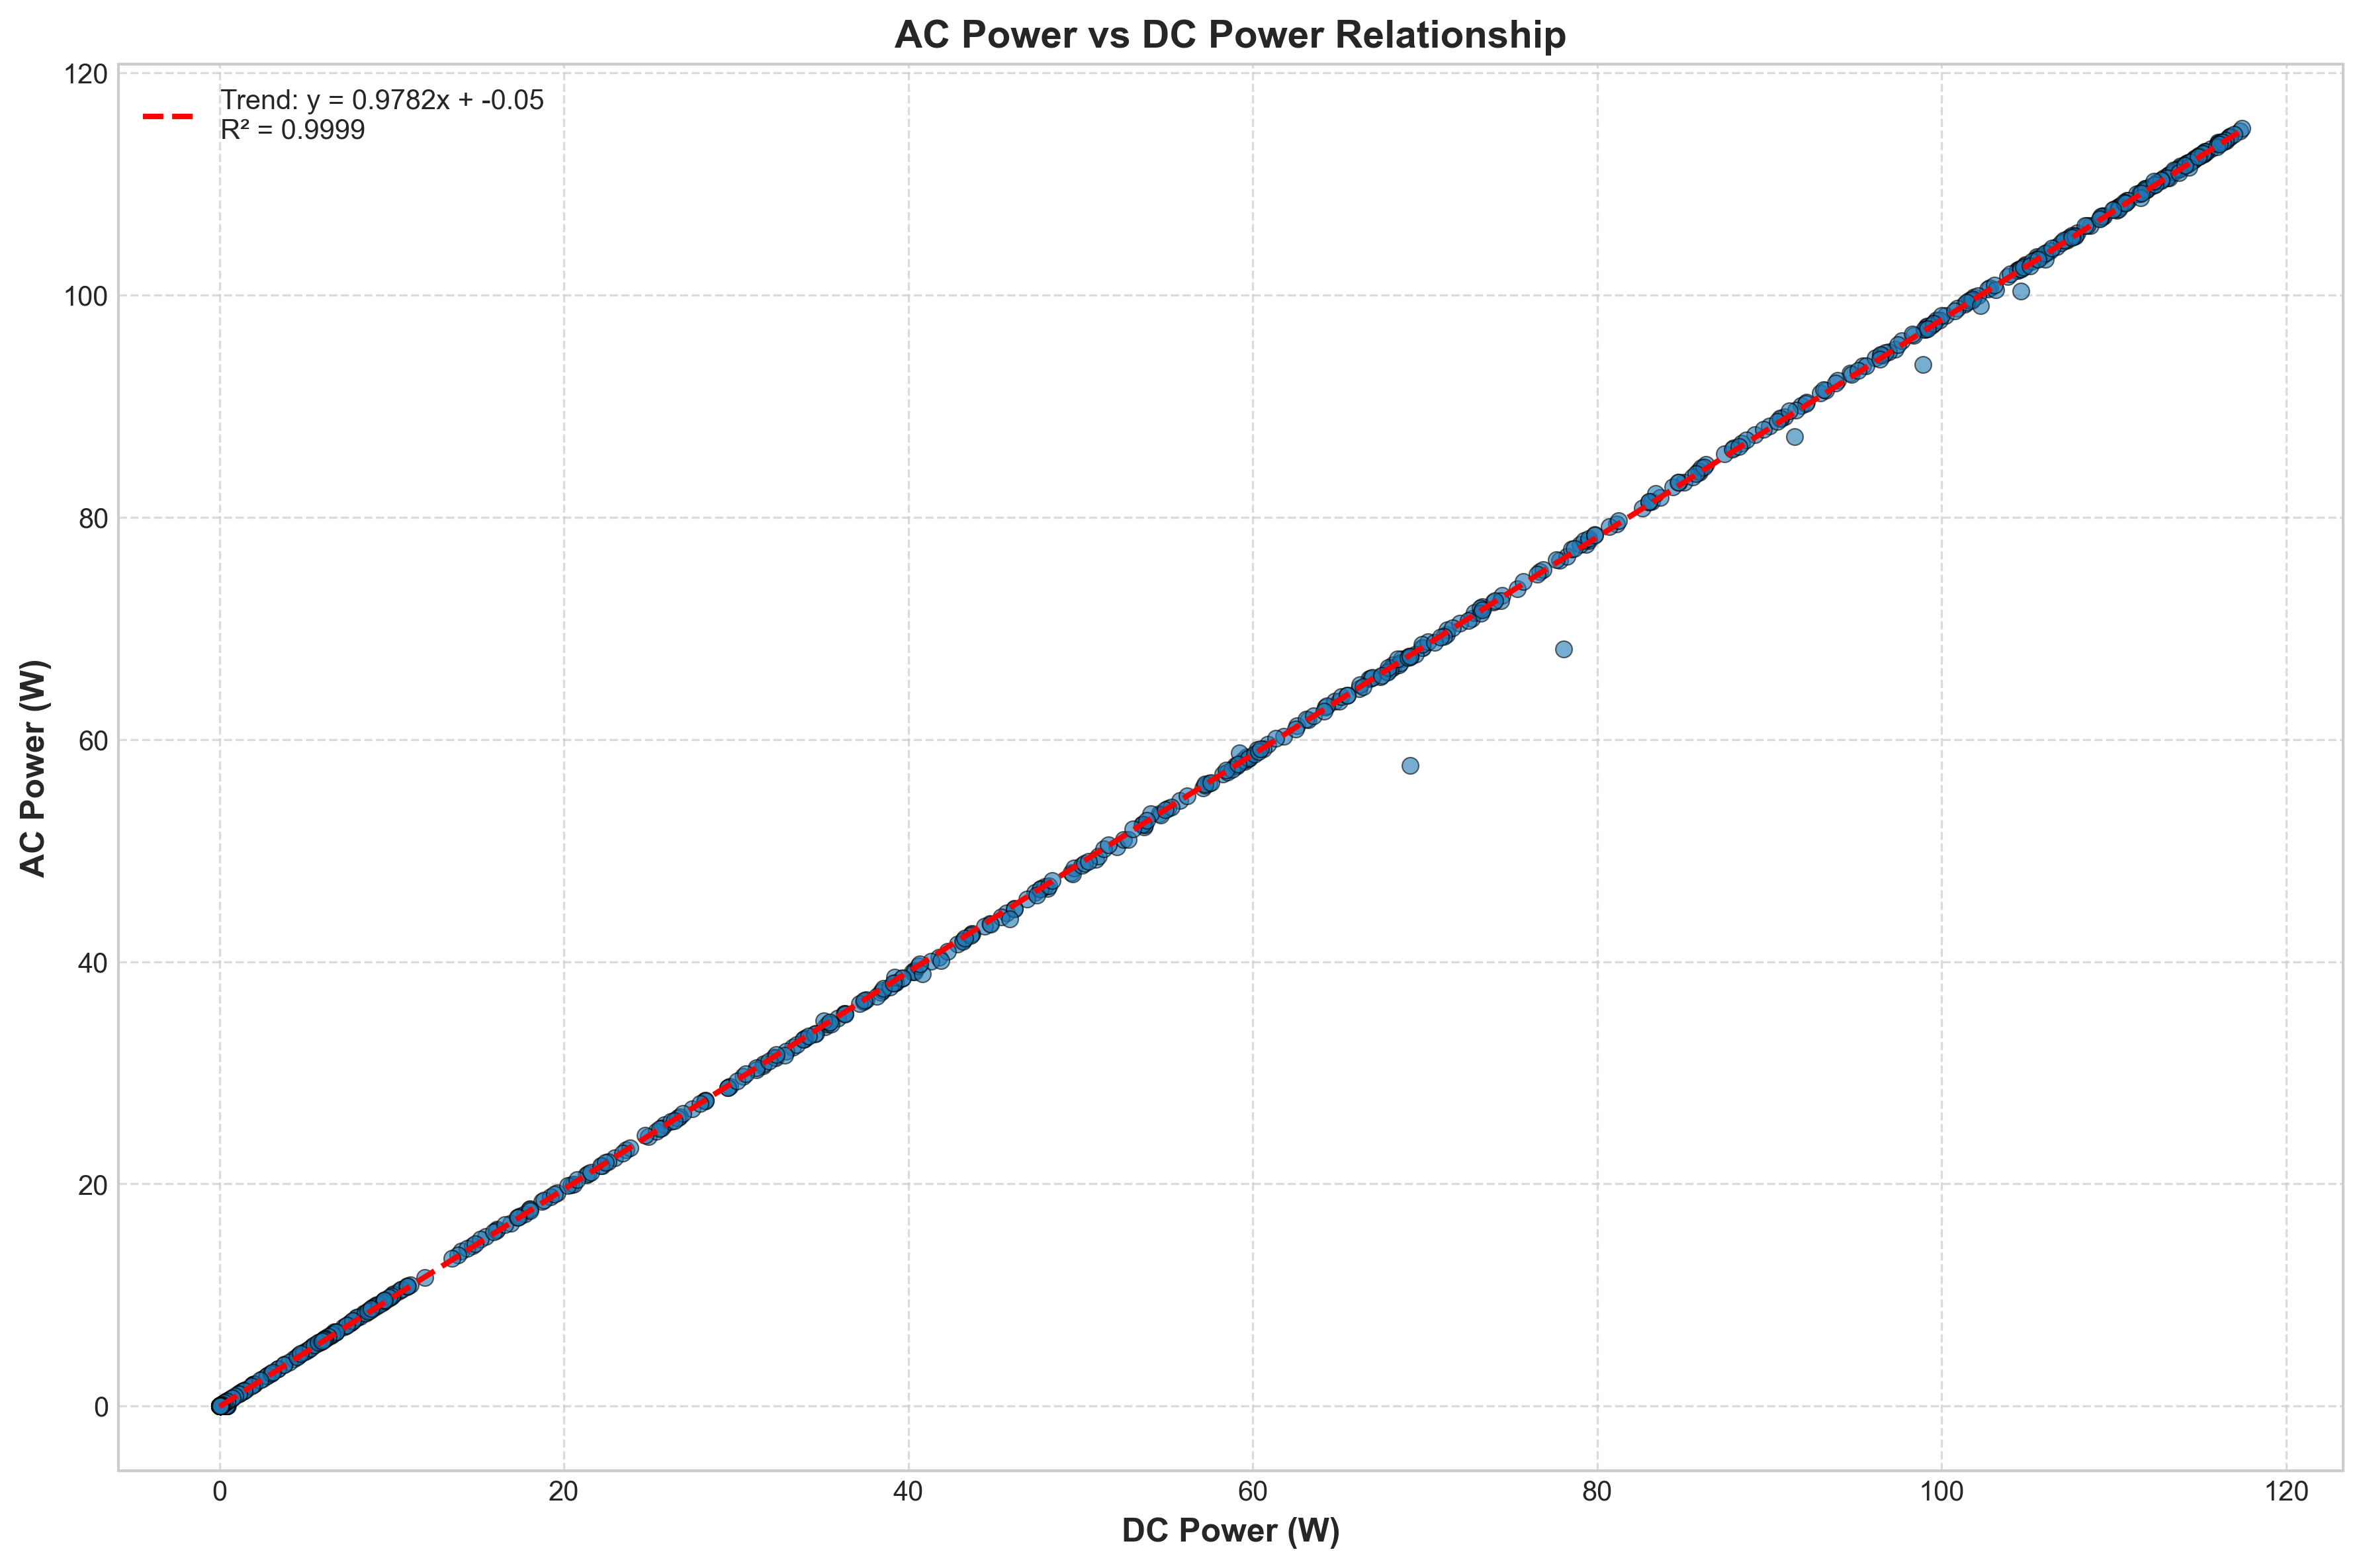 AC Power vs DC Power Relationship
Trend: y = 0.9782x + -0.05
R² = 0.9999
120
100
80
60
40
20
0
AC Power (W)
0 20 40 60 80 100 120
DC Power (W)